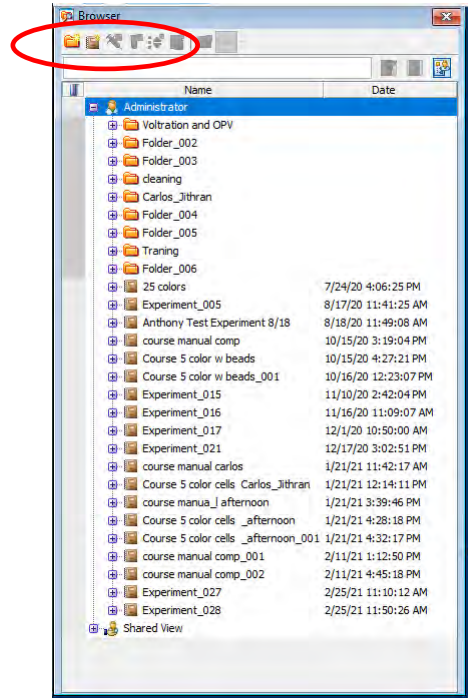 Browser
Name Date
Administrator
Voltration and OPV
Folder_002
Folder_003
cleaning
Carlos_Jithran
Folder_004
Folder_005
Traning
Folder_006
25 colors 7/24/20 4:06:25 PM
Experiment_005 8/17/20 11:41:25 AM
Anthony Test Experiment 8/18 8/18/20 11:49:08 AM
course manual comp 10/15/20 3:19:04 PM
Course 5 color w beads 10/15/20 4:27:21 PM
Course 5 color w beads_001 10/16/20 12:23:07 PM
Experiment_015 11/10/20 2:42:04 PM
Experiment_016 11/16/20 11:09:07 AM
Experiment_017 12/1/20 10:50:00 AM
Experiment_021 12/17/20 3:02:51 PM
course manual carlos 1/21/21 11:42:17 AM
Course 5 color cells Carlos_Jithran 1/21/21 12:14:11 PM
course manua_l afternoon 1/21/21 3:39:46 PM
Course 5 color cells _afternoon 1/21/21 4:28:18 PM
Course 5 color cells _afternoon_001 1/21/21 4:32:17 PM
course manual comp_001 2/11/21 1:12:50 PM
course manual comp_002 2/11/21 4:45:18 PM
Experiment_027 2/25/21 11:10:12 AM
Experiment_028 2/25/21 11:50:26 AM
Shared View